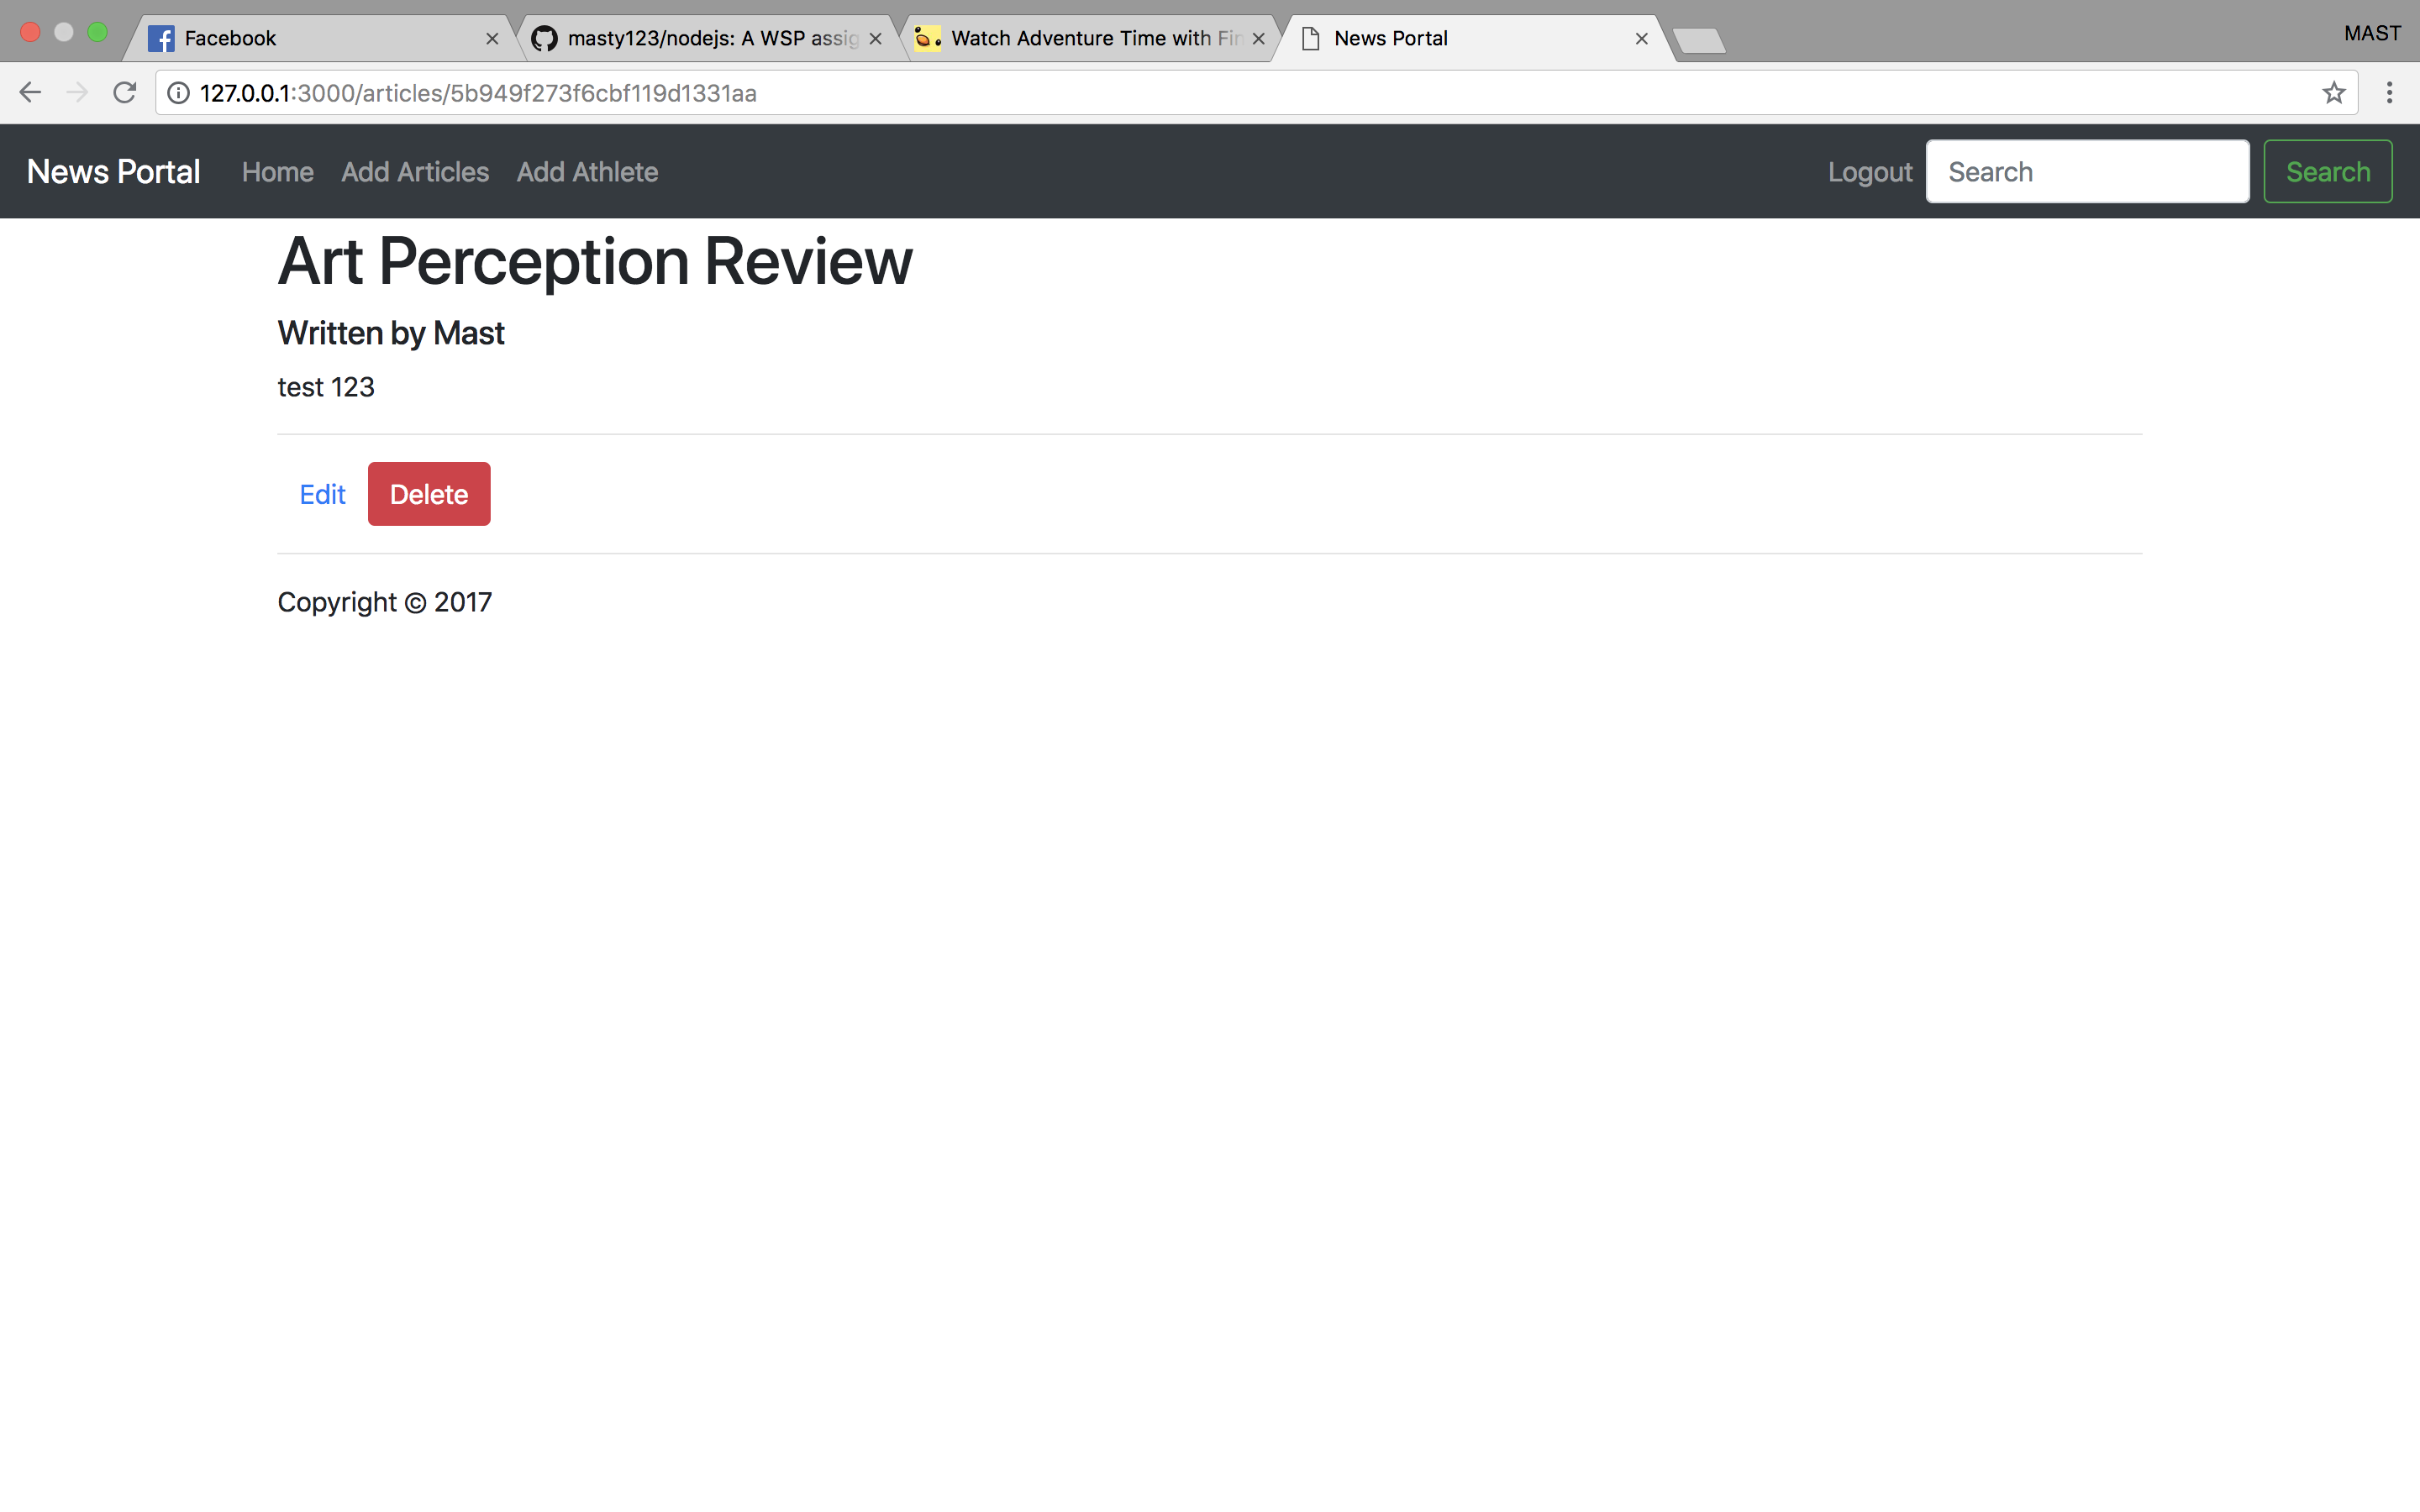 Facebook
masty123/nodejs: A WSP assig
Watch Adventure Time with Fin
News Portal
MAST
127.0.0.1:3000/articles/5b949f273f6cbf119d1331aa
News Portal Home Add Articles Add Athlete Logout Search Search
Art Perception Review
Written by Mast
test 123
Edit Delete
Copyright © 2017